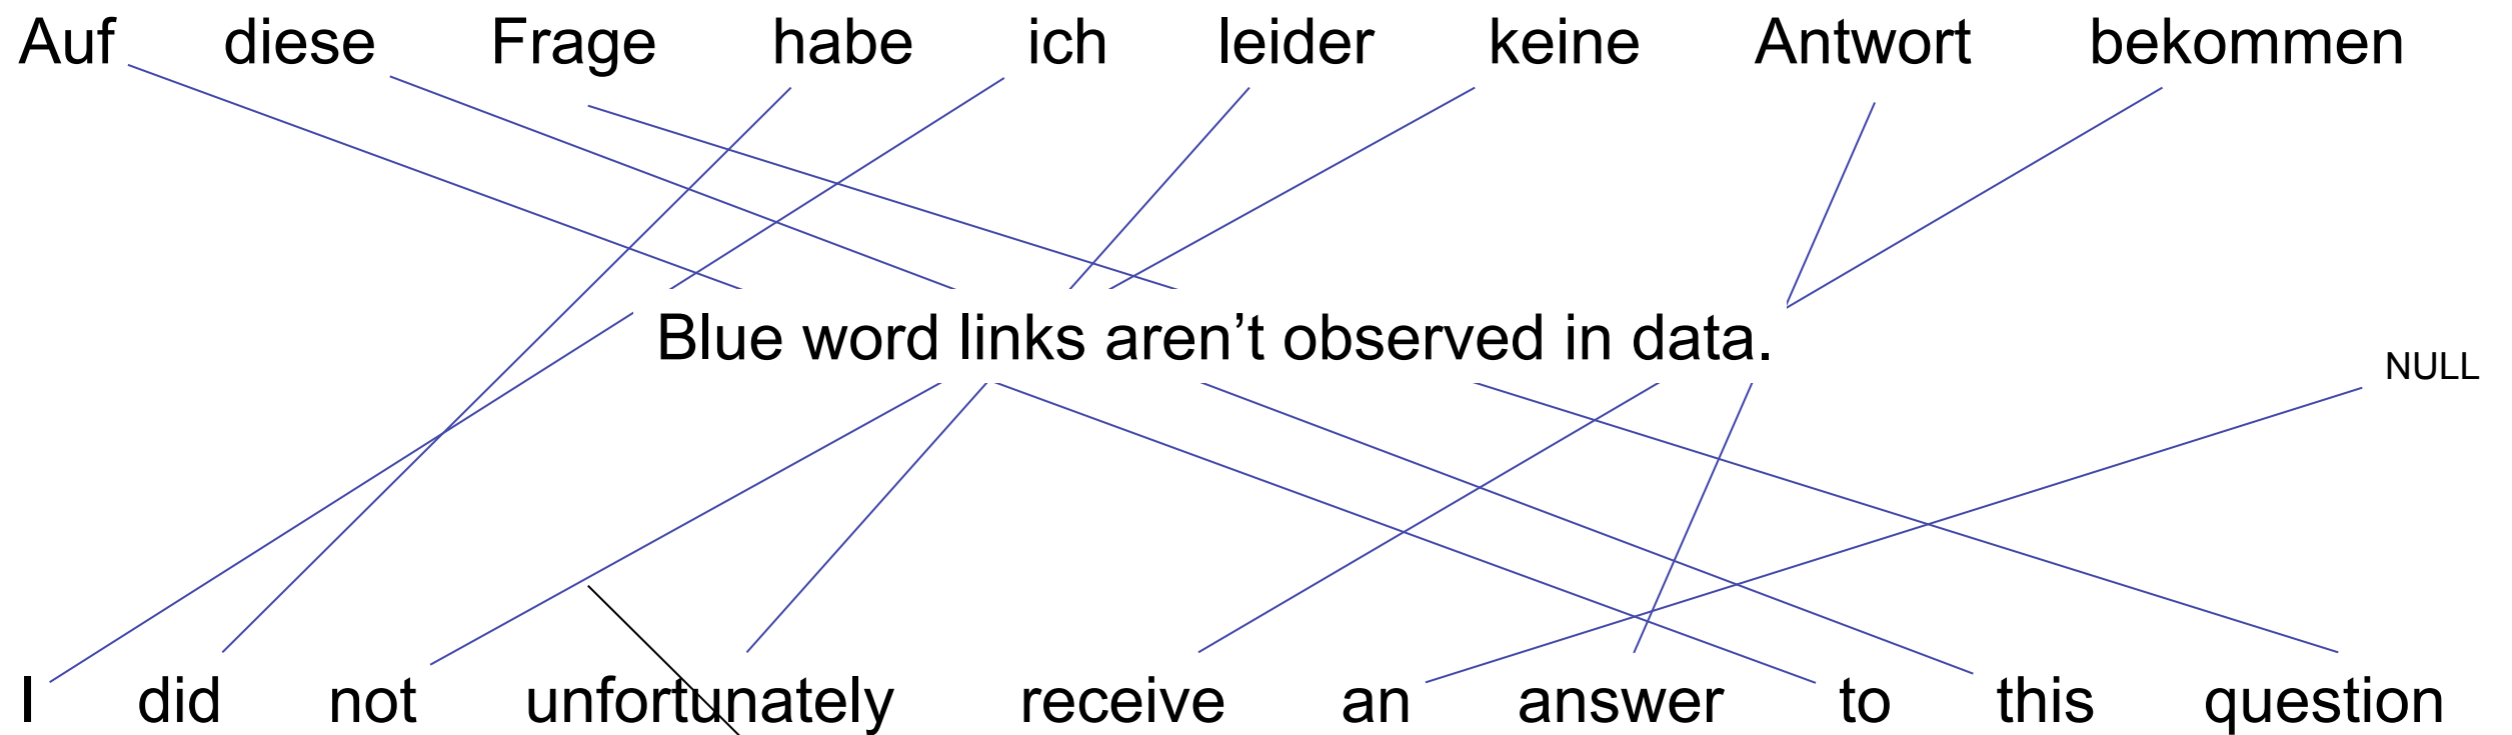 Auf diese Frage habe ich leider keine Antwort bekommen
Blue word links aren’t observed in data.
NULL
I did not unfortunately receive an answer to this question